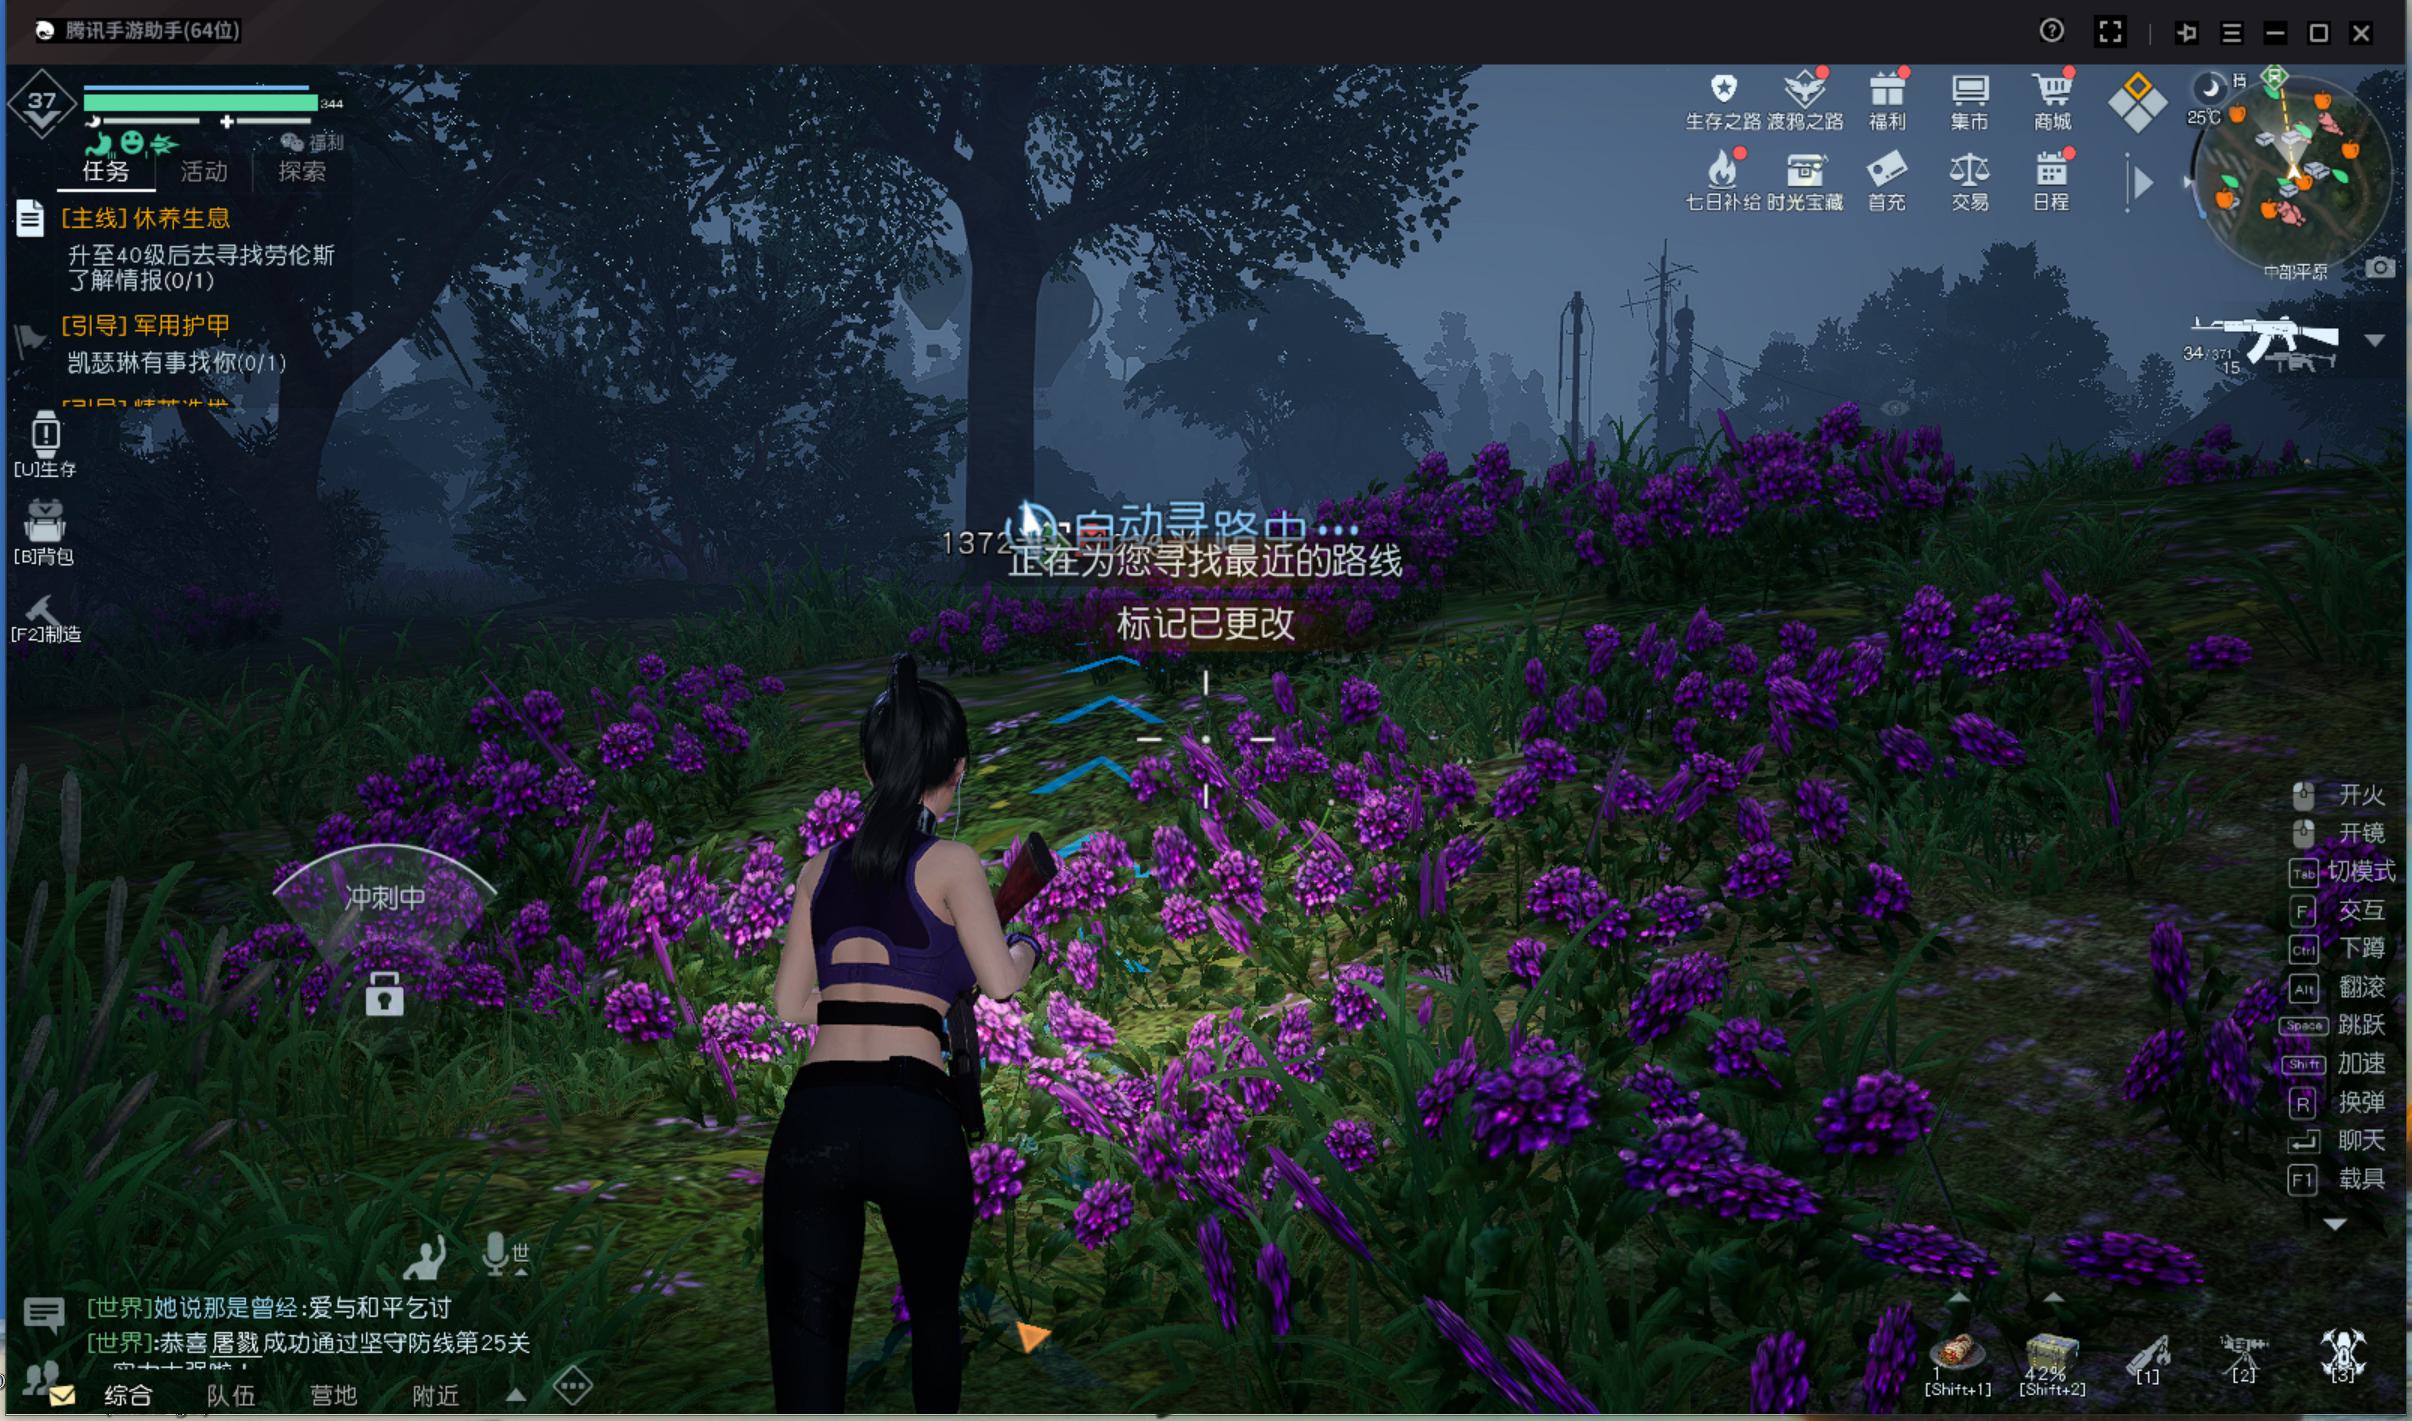 腾讯手游助手(64位)
37
344
福利
任务 活动 探索
[主线] 休养生息
升至40级后去寻找劳伦斯
了解情报(0/1)
[引导] 军用护甲
凯瑟琳有事找你(0/1)
[U]生存
[B]背包
[F2]制造
生存之路 渡鸦之路 福利 集市 商城
七日补给 时光宝藏 首充 交易 日程
25℃
中部平原
34/371
15
自动寻路中···
1372
正在为您寻找最近的路线
标记已更改
冲刺中
开火
开镜
Tab 切模式
F 交互
Ctrl 下蹲
Alt 翻滚
Space 跳跃
Shift 加速
R 换弹
聊天
F1 载具
世
[世界]她说那是曾经:爱与和平乞讨
[世界]:恭喜屠戮成功通过坚守防线第25关
综合 队伍 营地 附近
1 42%
[Shift+1] [Shift+2] [1] [2] [3]